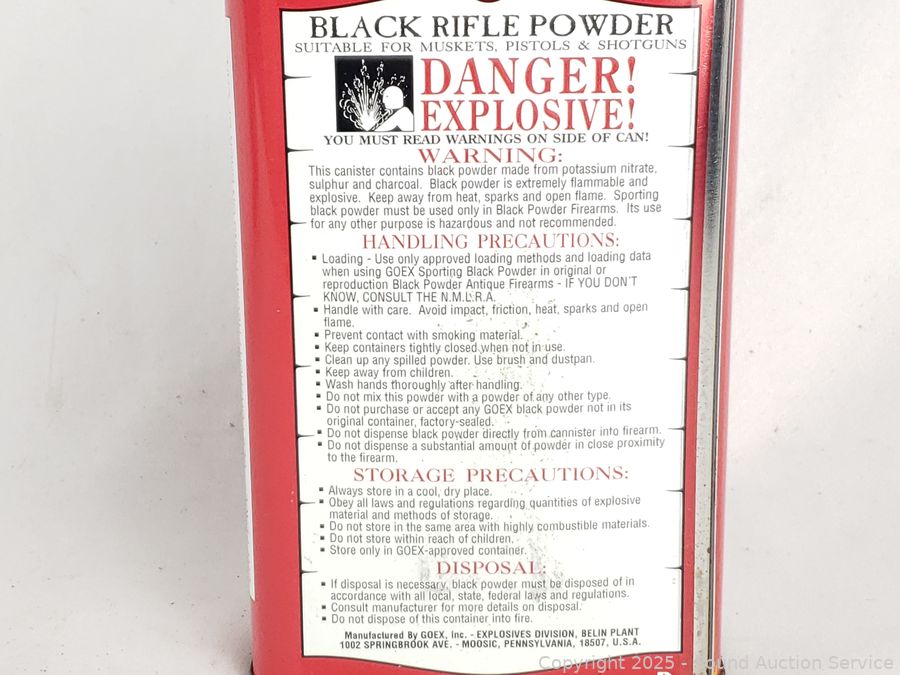 BLACK RIFLE POWDER
SUITABLE FOR MUSKETS, PISTOLS & SHOTGUNS
DANGER!
EXPLOSIVE!
YOU MUST READ WARNINGS ON SIDE OF CAN!
WARNING:
This canister contains black powder made from potassium nitrate,
sulphur and charcoal. Black powder is extremely flammable and
explosive. Keep away from heat, sparks and open flame. Sporting
black powder must be used only in Black Powder Firearms. Its use
for any other purpose is hazardous and not recommended.
HANDLING PRECAUTIONS:
▪ Loading - Use only approved loading methods and loading data
when using GOEX Sporting Black Powder in original or
reproduction Black Powder Antique Firearms - IF YOU DON'T
KNOW, CONSULT THE N.M.L.R.A.
▪ Handle with care. Avoid impact, friction, heat, sparks and open
flame.
▪ Prevent contact with smoking material.
▪ Keep containers tightly closed when not in use.
▪ Clean up any spilled powder. Use brush and dustpan.
▪ Keep away from children.
▪ Wash hands thoroughly after handling.
▪ Do not mix this powder with a powder of any other type.
▪ Do not purchase or accept any GOEX black powder not in its
original container, factory-sealed.
▪ Do not dispense black powder directly from cannister into firearm.
▪ Do not dispense a substantial amount of powder in close proximity
to the firearm.
STORAGE PRECAUTIONS:
▪ Always store in a cool, dry place.
▪ Obey all laws and regulations regarding quantities of explosive
material and methods of storage.
▪ Do not store in the same area with highly combustible materials.
▪ Do not store within reach of children.
▪ Store only in GOEX-approved container.
DISPOSAL:
▪ If disposal is necessary, black powder must be disposed of in
accordance with all local, state, federal laws and regulations.
▪ Consult manufacturer for more details on disposal.
▪ Do not dispose of this container into fire.
Manufactured By GOEX, Inc. - EXPLOSIVES DIVISION, BELIN PLANT
1002 SPRINGBROOK AVE. - MOOSIC, PENNSYLVANIA, 18507, U.S.A.
Copyright 2025 - Sound Auction Service